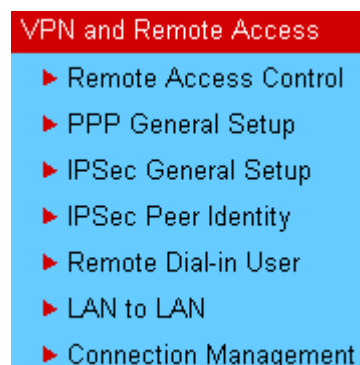 VPN and Remote Access
Remote Access Control
PPP General Setup
IPSec General Setup
IPSec Peer Identity
Remote Dial-in User
LAN to LAN
Connection Management